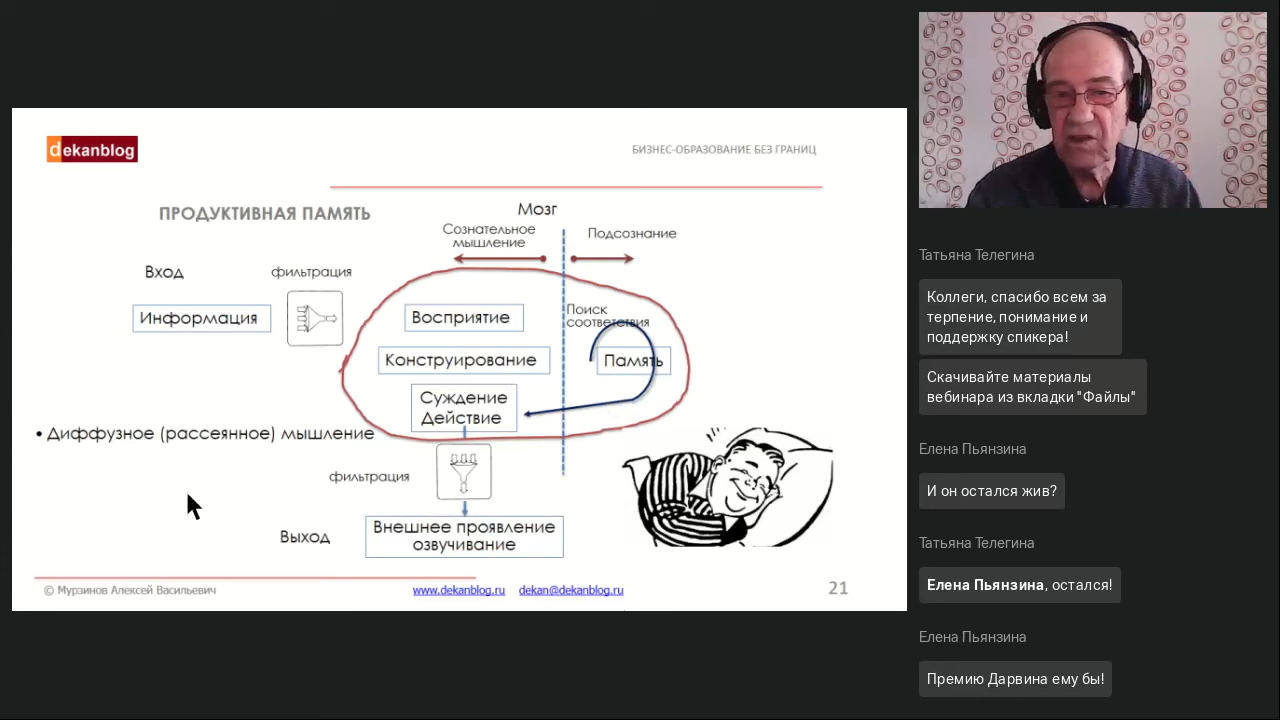 dekanblog
БИЗНЕС-ОБРАЗОВАНИЕ БЕЗ ГРАНИЦ
ПРОДУКТИВНАЯ ПАМЯТЬ
Мозг
Сознательное
мышление
Подсознание
Вход
фильтрация
Информация
Восприятие
Поиск
соответствия
Конструирование
Память
Суждение
Действие
• Диффузное (рассеянное) мышление
фильтрация
Выход
Внешнее проявление
озвучивание
© Мурзинов Алексей Васильевич
www.dekanblog.ru dekan@dekanblog.ru
21
Татьяна Телегина
Коллеги, спасибо всем за
терпение, понимание и
поддержку спикера!
Скачивайте материалы
вебинара из вкладки "Файлы"
Елена Пьянзина
И он остался жив?
Татьяна Телегина
Елена Пьянзина, остался!
Елена Пьянзина
Премию Дарвина ему бы!